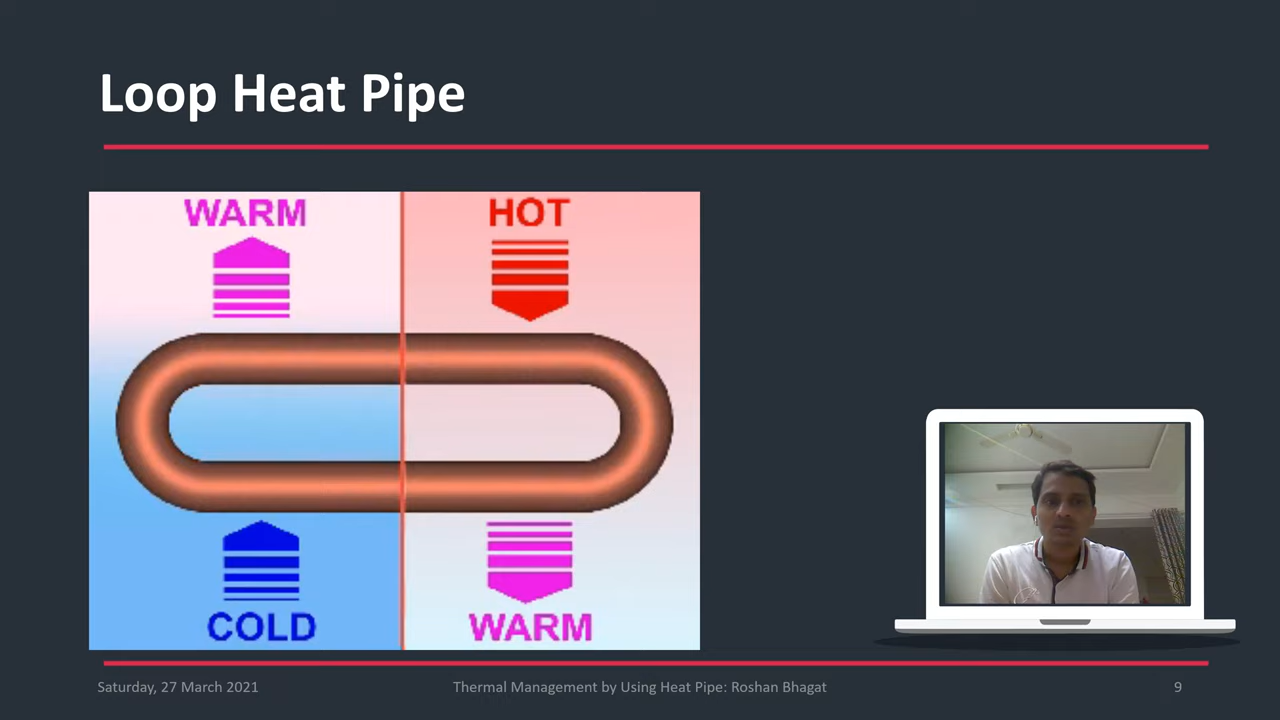 Loop Heat Pipe
WARM
HOT
COLD
WARM
Saturday, 27 March 2021
Thermal Management by Using Heat Pipe: Roshan Bhagat
9